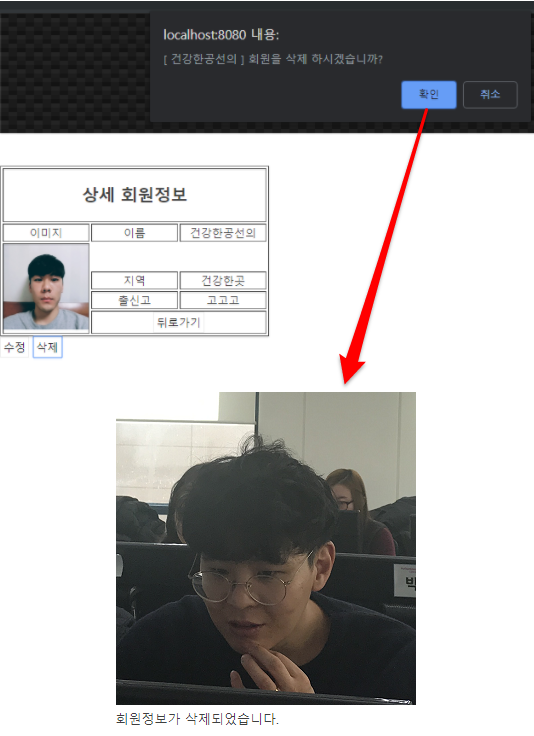 localhost:8080 내용:
[ 건강한공선의 ] 회원을 삭제 하시겠습니까?
확인 취소
상세 회원정보
이미지 이름 건강한공선의
지역 건강한곳
출신고 고고고
뒤로가기
수정 삭제
박
회원정보가 삭제되었습니다.